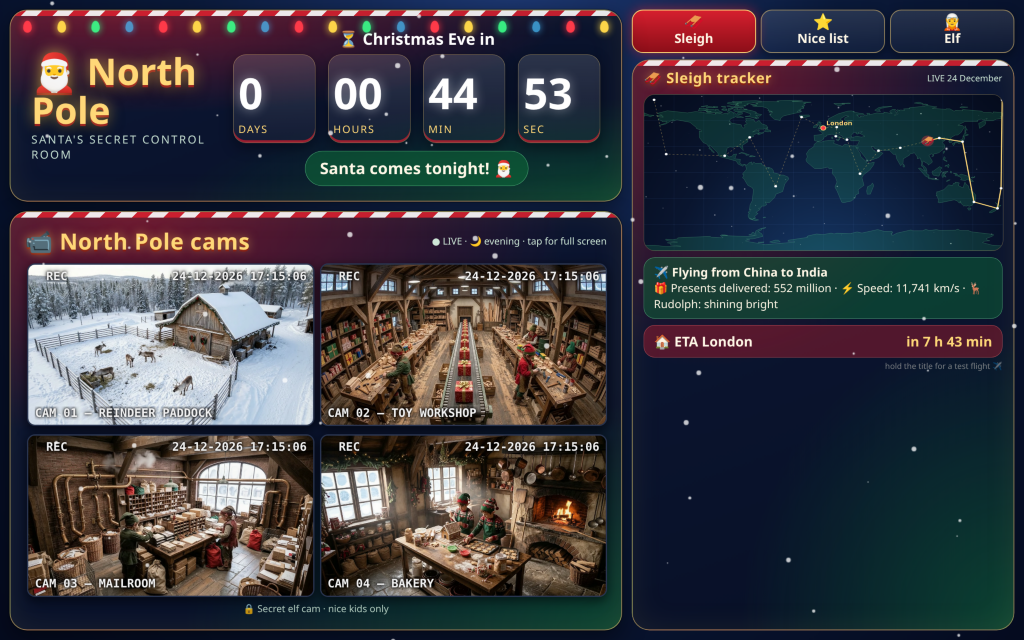 ⏳ Christmas Eve in
🎅 North
Pole
SANTA'S SECRET CONTROL
ROOM
0
DAYS
00
HOURS
44
MIN
53
SEC
Santa comes tonight! 🎅
📹 North Pole cams
● LIVE · 🌙 evening · tap for full screen
REC 24-12-2026 17:15:06
CAM 01 — REINDEER PADDOCK
REC 24-12-2026 17:15:06
CAM 02 — TOY WORKSHOP
REC 24-12-2026 17:15:06
CAM 03 — MAILROOM
REC 24-12-2026 17:15:06
CAM 04 — BAKERY
🔒 Secret elf cam · nice kids only
🛷 Sleigh
⭐ Nice list
🧝 Elf
🛷 Sleigh tracker
LIVE 24 December
London
✈️ Flying from China to India
🎁 Presents delivered: 552 million · ⚡ Speed: 11,741 km/s · 🦌
Rudolph: shining bright
🏠 ETA London
in 7 h 43 min
hold the title for a test flight ✈️